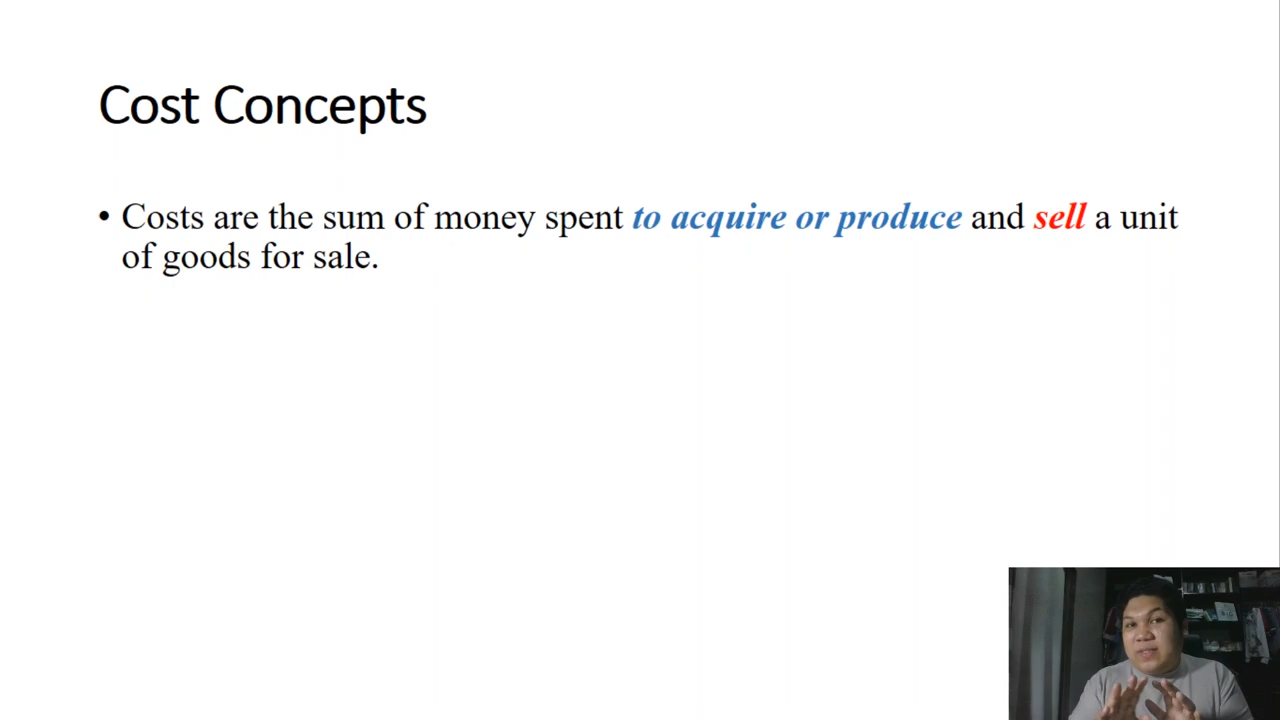 Cost Concepts
• Costs are the sum of money spent to acquire or produce and sell a unit
of goods for sale.